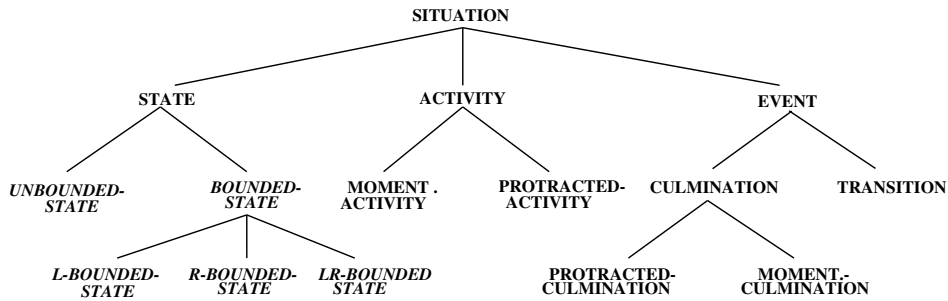 SITUATION
STATE ACTIVITY EVENT
UNBOUNDED- BOUNDED- MOMENT . PROTRACTED- CULMINATION TRANSITION
STATE STATE ACTIVITY ACTIVITY
L-BOUNDED- R-BOUNDED- LR-BOUNDED PROTRACTED- MOMENT.-
STATE STATE STATE CULMINATION CULMINATION